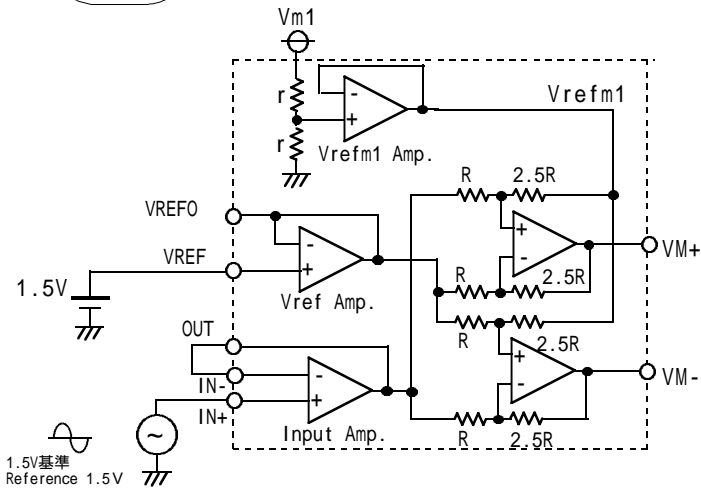 Vm1
r
-
+
r
Vrefm1 Amp.
Vrefm1
R
2.5R
VREFO
VREF
-
+
Vref Amp.
+
-
VM+
R
2.5R
1.5V
R
2.5R
OUT
IN-
IN+
-
+
Input Amp.
+
-
VM-
R
2.5R
~
1.5V基準
Reference 1.5V